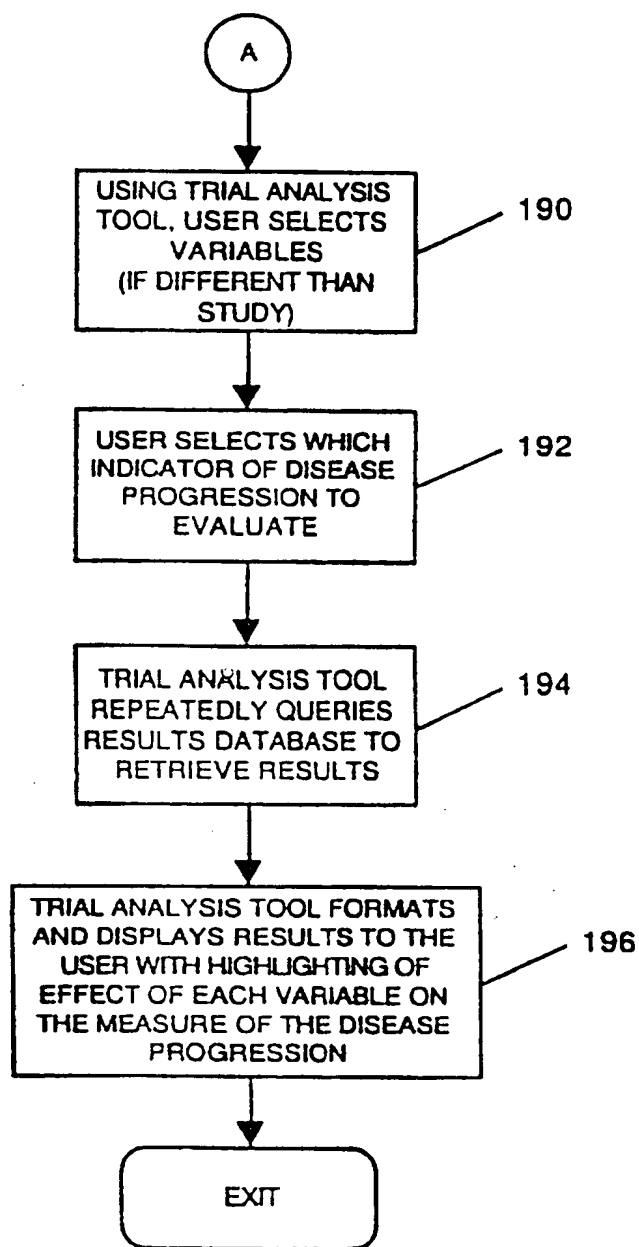 A
USING TRIAL ANALYSIS
TOOL, USER SELECTS
VARIABLES
(IF DIFFERENT THAN
STUDY)
190
USER SELECTS WHICH
INDICATOR OF DISEASE
PROGRESSION TO
EVALUATE
192
TRIAL ANALYSIS TOOL
REPEATEDLY QUERIES
RESULTS DATABASE TO
RETRIEVE RESULTS
194
TRIAL ANALYSIS TOOL FORMATS
AND DISPLAYS RESULTS TO THE
USER WITH HIGHLIGHTING OF
EFFECT OF EACH VARIABLE ON
THE MEASURE OF THE DISEASE
PROGRESSION
196
EXIT